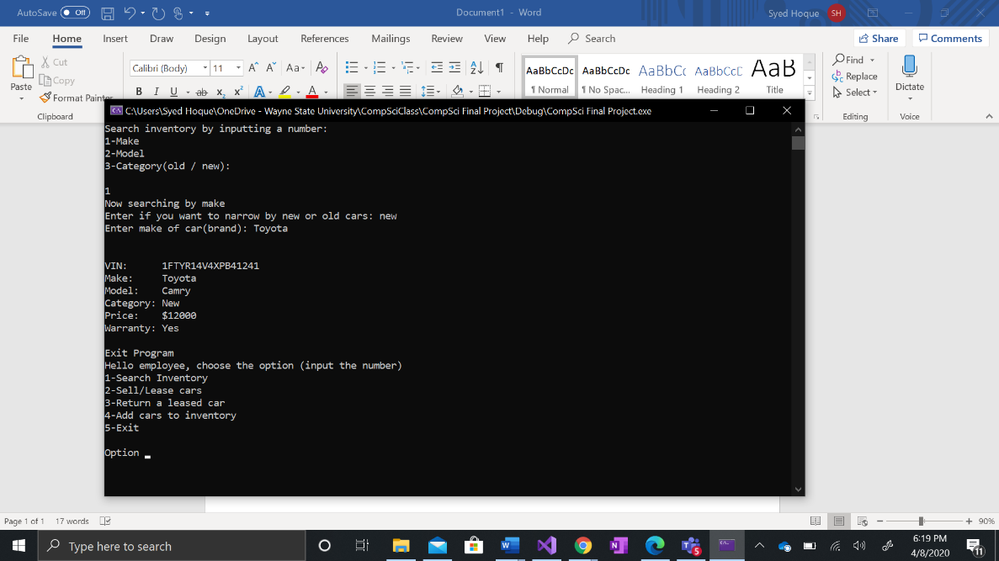 AutoSave Off Document1 - Word Syed Hoque SH
File Home Insert Draw Design Layout References Mailings Review View Help Search Share Comments
Paste Cut Copy Format Painter
Clipboard
Calibri (Body) 11 Aa
B I U ab x₂ x² A A
AaBbCcDc AaBbCcDc AaBbCc AaBbCcD AaB
¶ Normal ¶ No Spac... Heading 1 Heading 2 Title
Find
Replace
Select
Editing
Dictate
Voice
C:\Users\Syed Hoque\OneDrive - Wayne State University\CompSciClass\CompSci Final Project\Debug\CompSci Final Project.exe
Search inventory by inputting a number:
1-Make
2-Model
3-Category(old / new):
1
Now searching by make
Enter if you want to narrow by new or old cars: new
Enter make of car(brand): Toyota
VIN: 1FTYR14V4XPB41241
Make: Toyota
Model: Camry
Category: New
Price: $12000
Warranty: Yes
Exit Program
Hello employee, choose the option (input the number)
1-Search Inventory
2-Sell/Lease cars
3-Return a leased car
4-Add cars to inventory
5-Exit
Option _
Page 1 of 1 17 words 90%
Type here to search
5
6:19 PM
4/8/2020
11